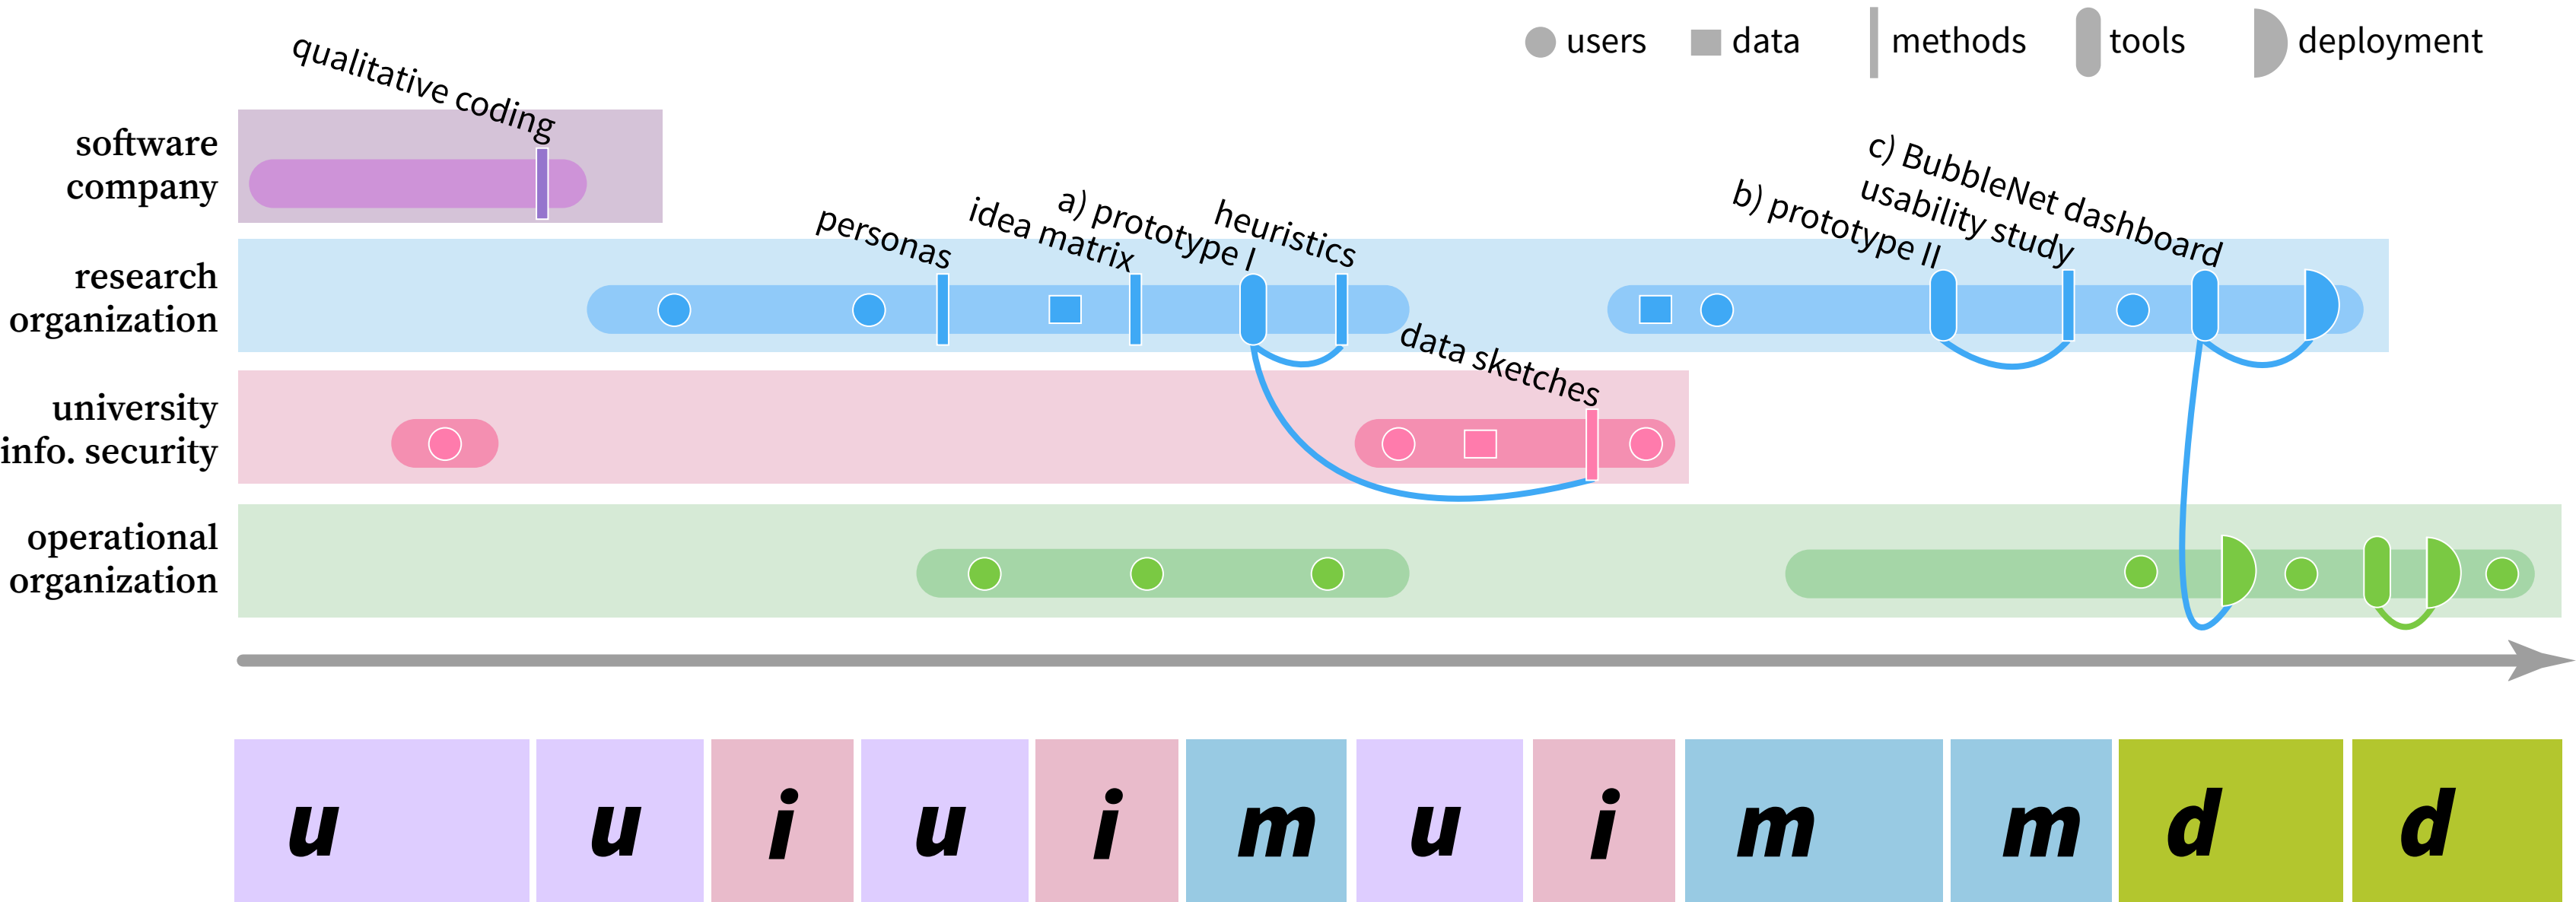 users
data
methods
tools
deployment
qualitative coding
software
company
personas
idea matrix
a) prototype I
heuristics
b) prototype II
usability study
c) BubbleNet dashboard
research
organization
data sketches
university
info. security
operational
organization
u
u
i
u
i
m
u
i
m
m
d
d